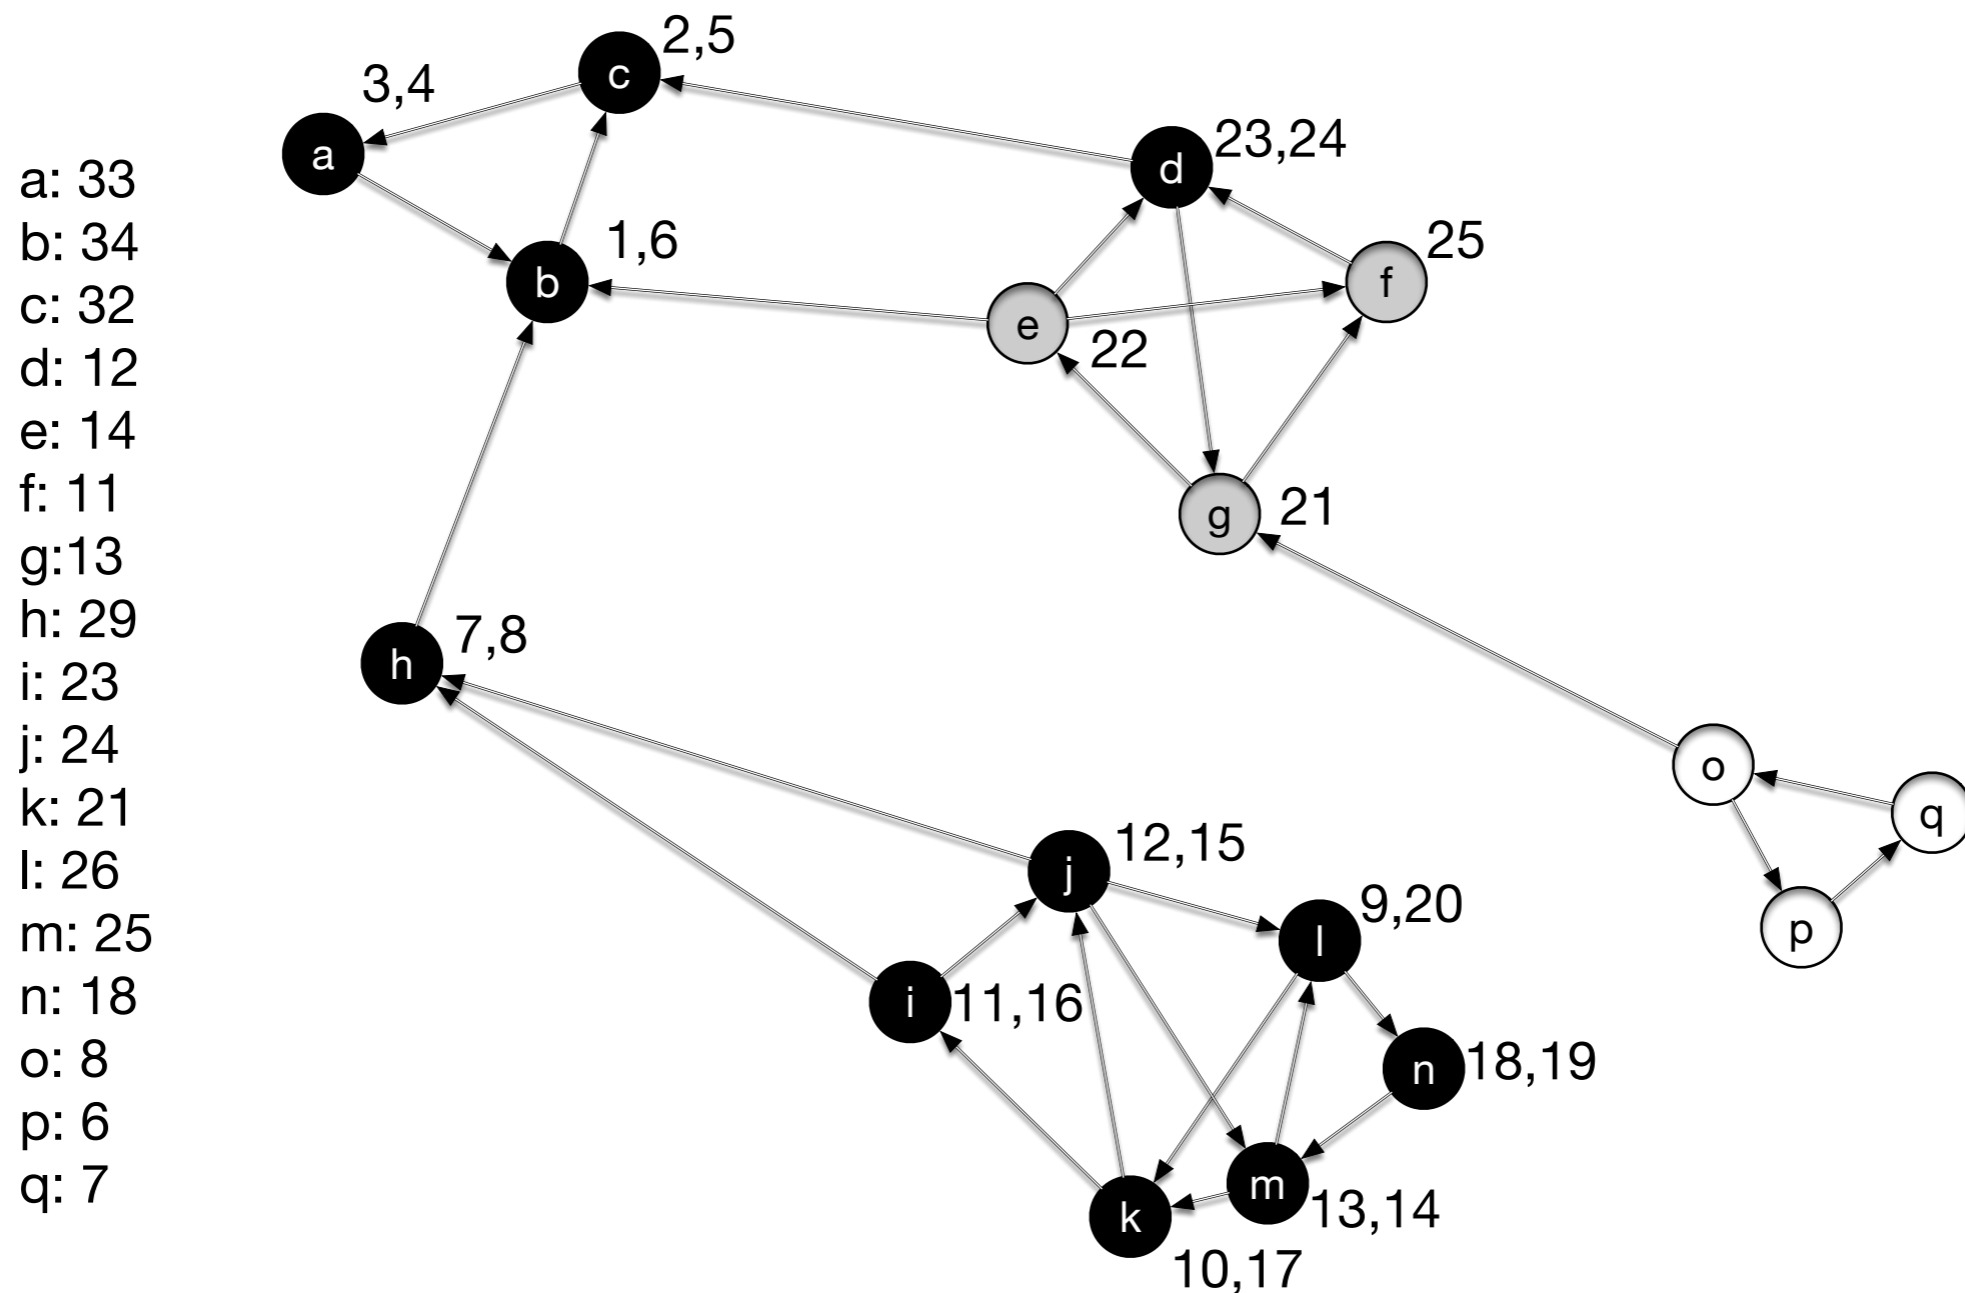 a: 33
b: 34
c: 32
d: 12
e: 14
f: 11
g:13
h: 29
i: 23
j: 24
k: 21
l: 26
m: 25
n: 18
o: 8
p: 6
q: 7
c
2,5
3,4
a
d
23,24
b
1,6
f
25
e
22
g
21
h
7,8
o
q
p
j
12,15
l
9,20
i
11,16
n
18,19
m
13,14
k
10,17